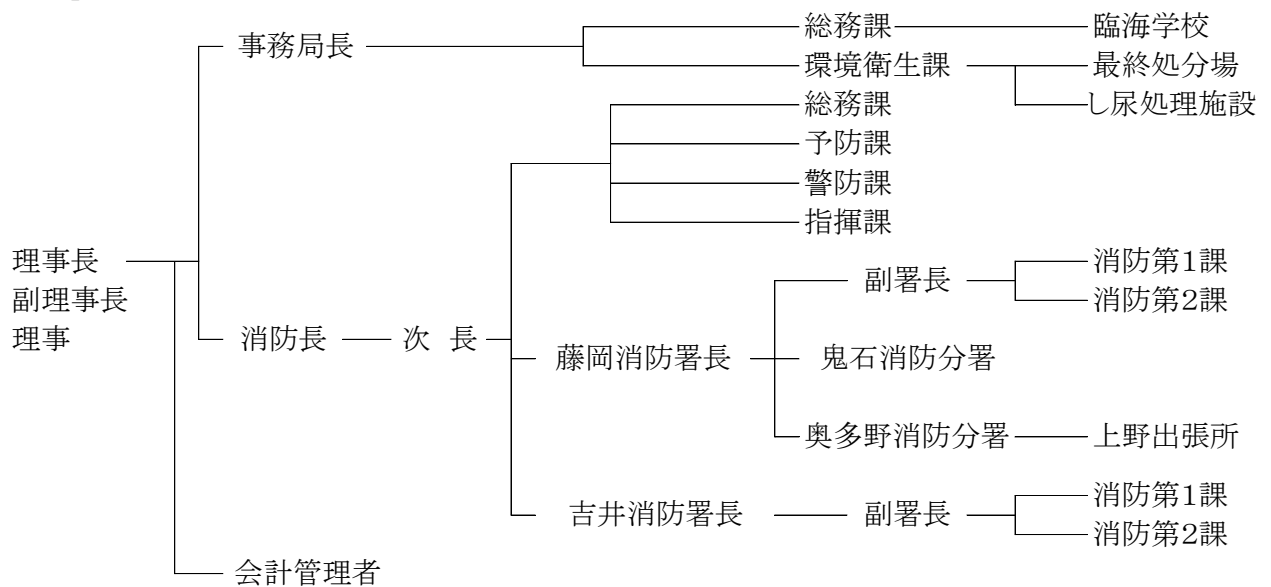 総務課 臨海学校
事務局長
環境衛生課 最終処分場
総務課 し尿処理施設
予防課
警防課
指揮課
理事長 消防第1課
副署長
副理事長 消防第2課
理事 消防長 次 長
藤岡消防署長 鬼石消防分署
奥多野消防分署 上野出張所
消防第1課
吉井消防署長 副署長
消防第2課
会計管理者